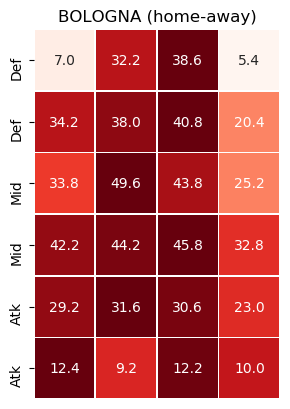 BOLOGNA (home-away)
Def 7.0 32.2 38.6 5.4
Def 34.2 38.0 40.8 20.4
Mid 33.8 49.6 43.8 25.2
Mid 42.2 44.2 45.8 32.8
Atk 29.2 31.6 30.6 23.0
Atk 12.4 9.2 12.2 10.0